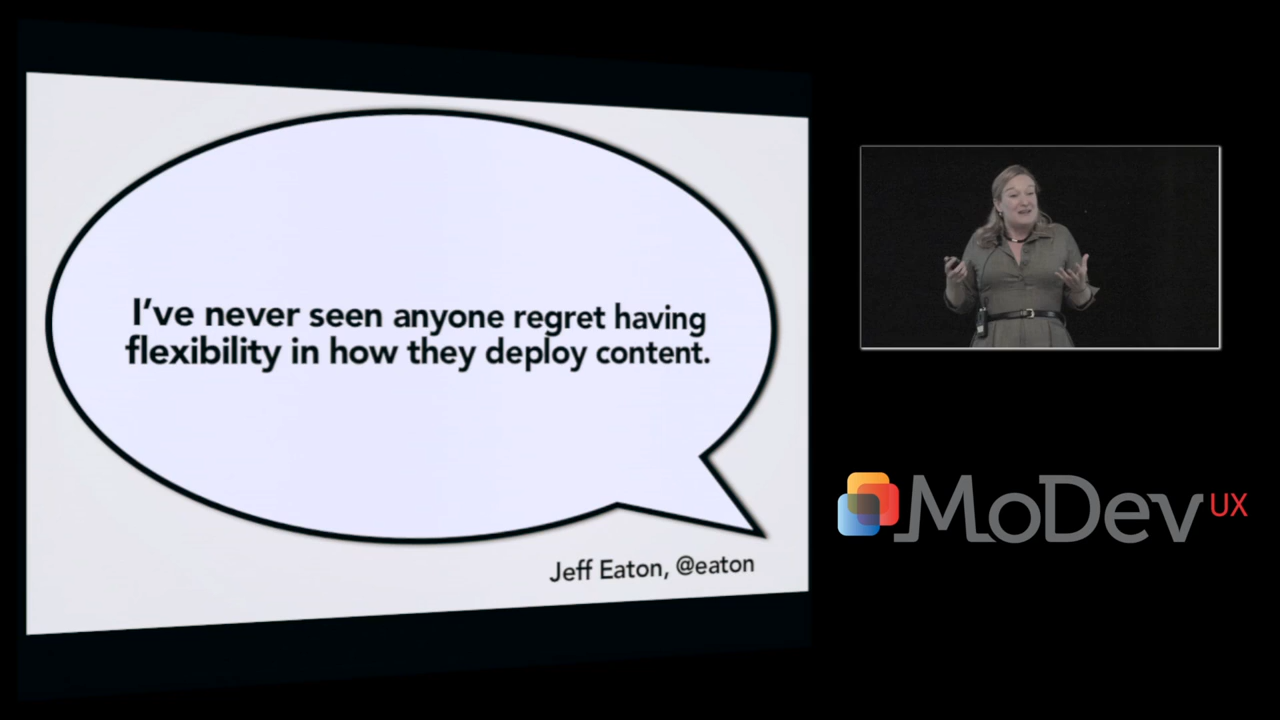 I've never seen anyone regret having
flexibility in how they deploy content.
Jeff Eaton, @eaton
MoDev UX